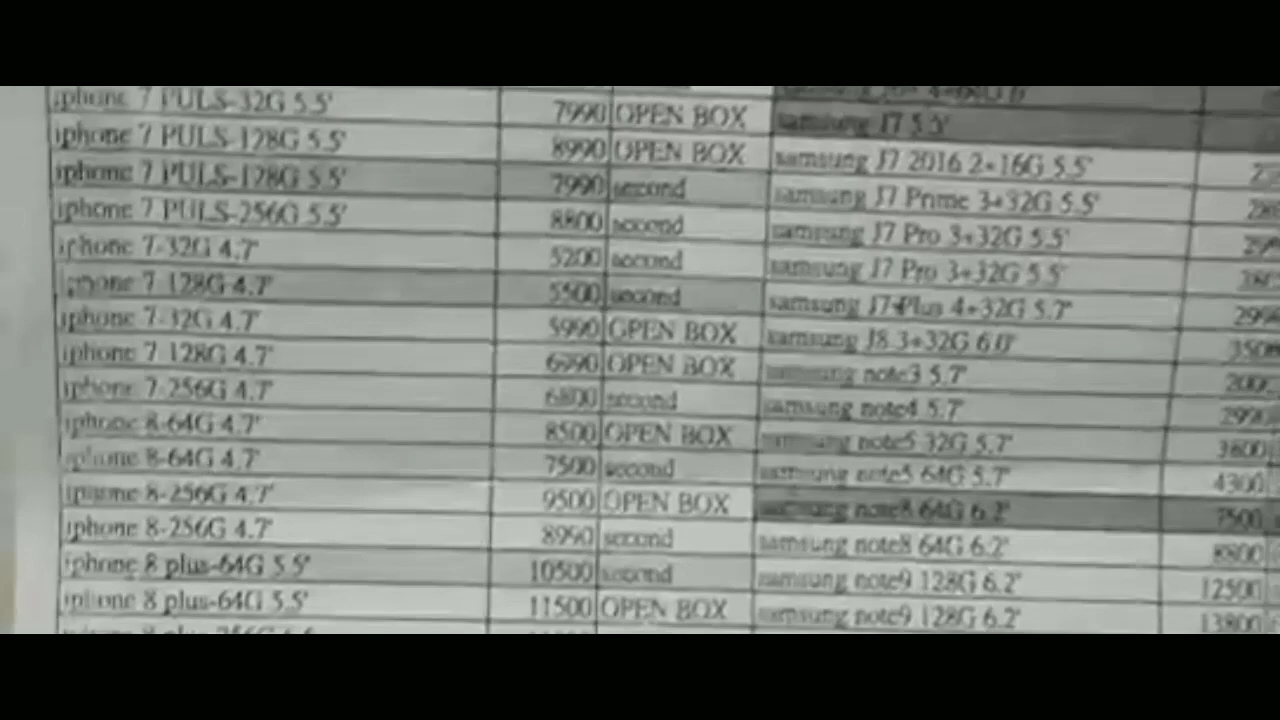 iphone 7 PULS-32G 5.5' 7990 OPEN BOX samsung J7 5.5'
iphone 7 PULS-128G 5.5' 8990 OPEN BOX samsung J7 2016 2+16G 5.5'
iphone 7 PULS-128G 5.5' 7990 second samsung J7 Prime 3+32G 5.5'
iphone 7 PULS-256G 5.5' 8800 second samsung J7 Pro 3+32G 5.5'
iphone 7-32G 4.7' 5200 second samsung J7 Pro 3+32G 5.5'
iphone 7-128G 4.7' 5500 second samsung J7 Plus 4+32G 5.7'
iphone 7-32G 4.7' 5990 OPEN BOX samsung J8 3+32G 6.0'
iphone 7-128G 4.7' 6990 OPEN BOX samsung note3 5.7'
iphone 7-256G 4.7' 6800 second samsung note4 5.7'
iphone 8-64G 4.7' 8500 OPEN BOX samsung note5 32G 5.7' 3800
iphone 8-64G 4.7' 7500 second samsung note5 64G 5.7' 4300
iphone 8-256G 4.7' 9500 OPEN BOX samsung note8 64G 6.2' 7500
iphone 8-256G 4.7' 8990 second samsung note8 64G 6.2' 8800
iphone 8 plus-64G 5.5' 10500 second samsung note9 128G 6.2' 12500
iphone 8 plus-64G 5.5' 11500 OPEN BOX samsung note9 128G 6.2' 13800